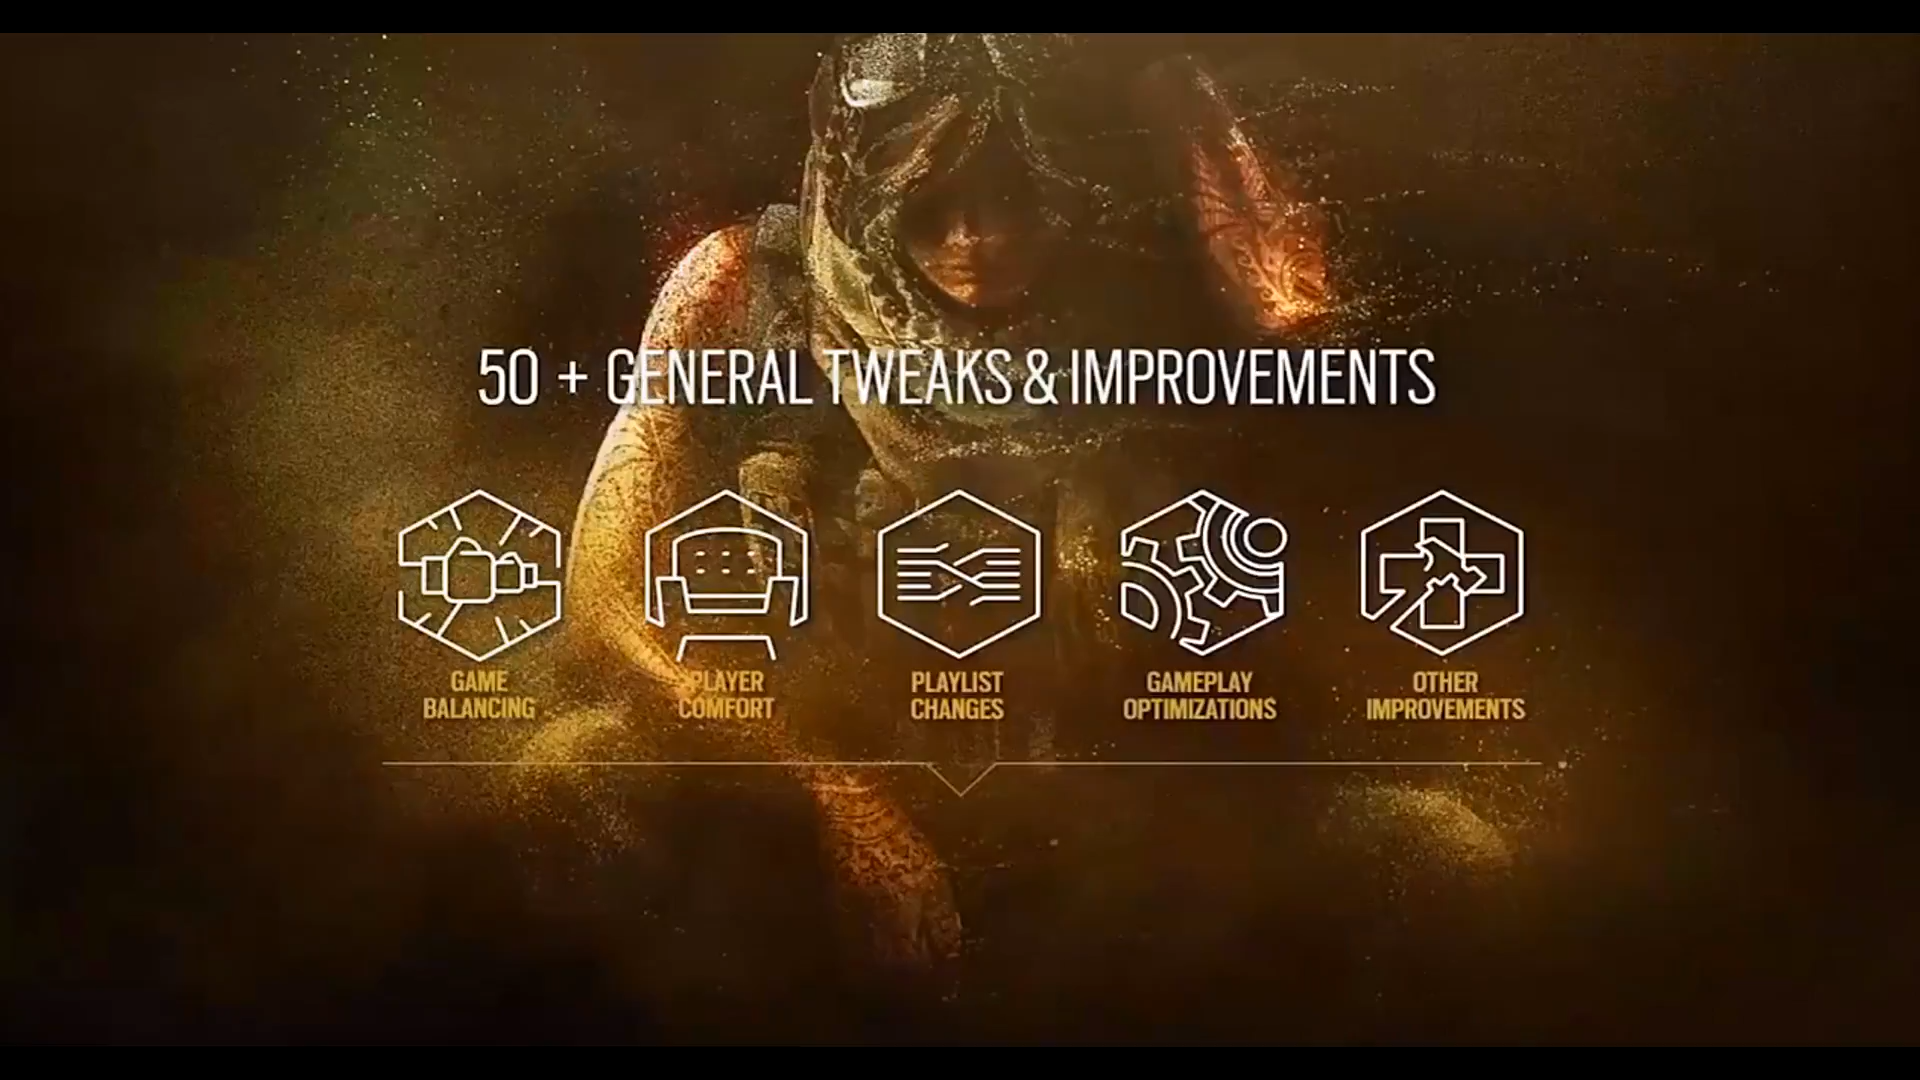 50 + GENERAL TWEAKS & IMPROVEMENTS
GAME
BALANCING
PLAYER
COMFORT
PLAYLIST
CHANGES
GAMEPLAY
OPTIMIZATIONS
OTHER
IMPROVEMENTS